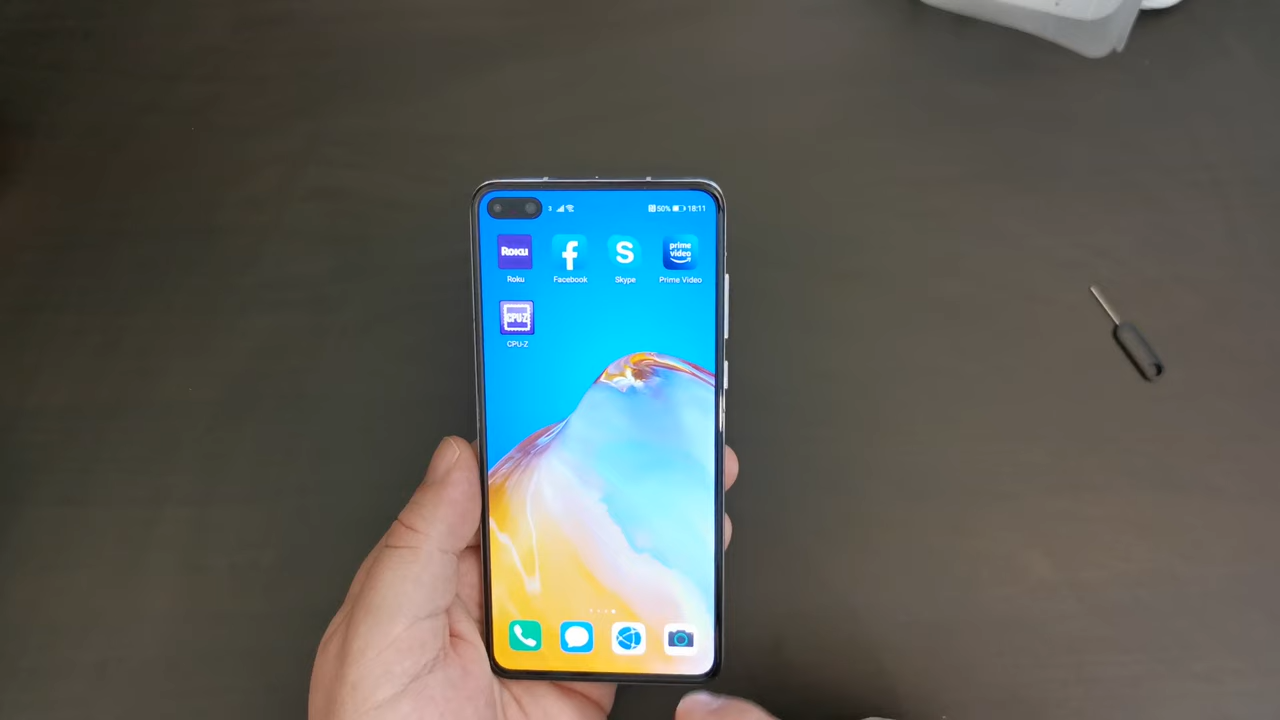 50% 18:11
Roku
Roku
f
Facebook
S
Skype
prime
video
Prime Video
CPU-Z
CPU-Z